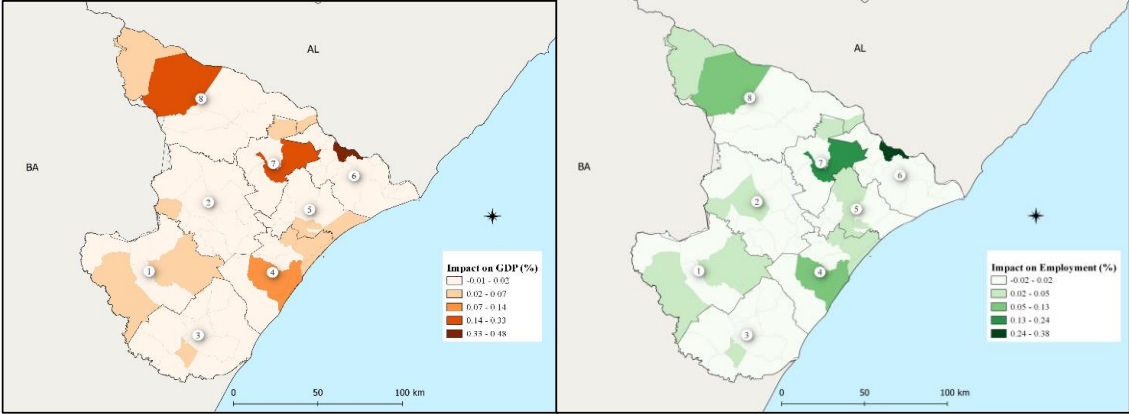 AL
BA
8
7
6
2
5
1
4
3
Impact on GDP (%)
-0.01 - 0.02
0.02 - 0.07
0.07 - 0.14
0.14 - 0.33
0.33 - 0.48
0 50 100 km
AL
BA
8
7
6
2
5
1
4
3
Impact on Employment (%)
-0.02 - 0.02
0.02 - 0.05
0.05 - 0.13
0.13 - 0.24
0.24 - 0.38
0 50 100 km